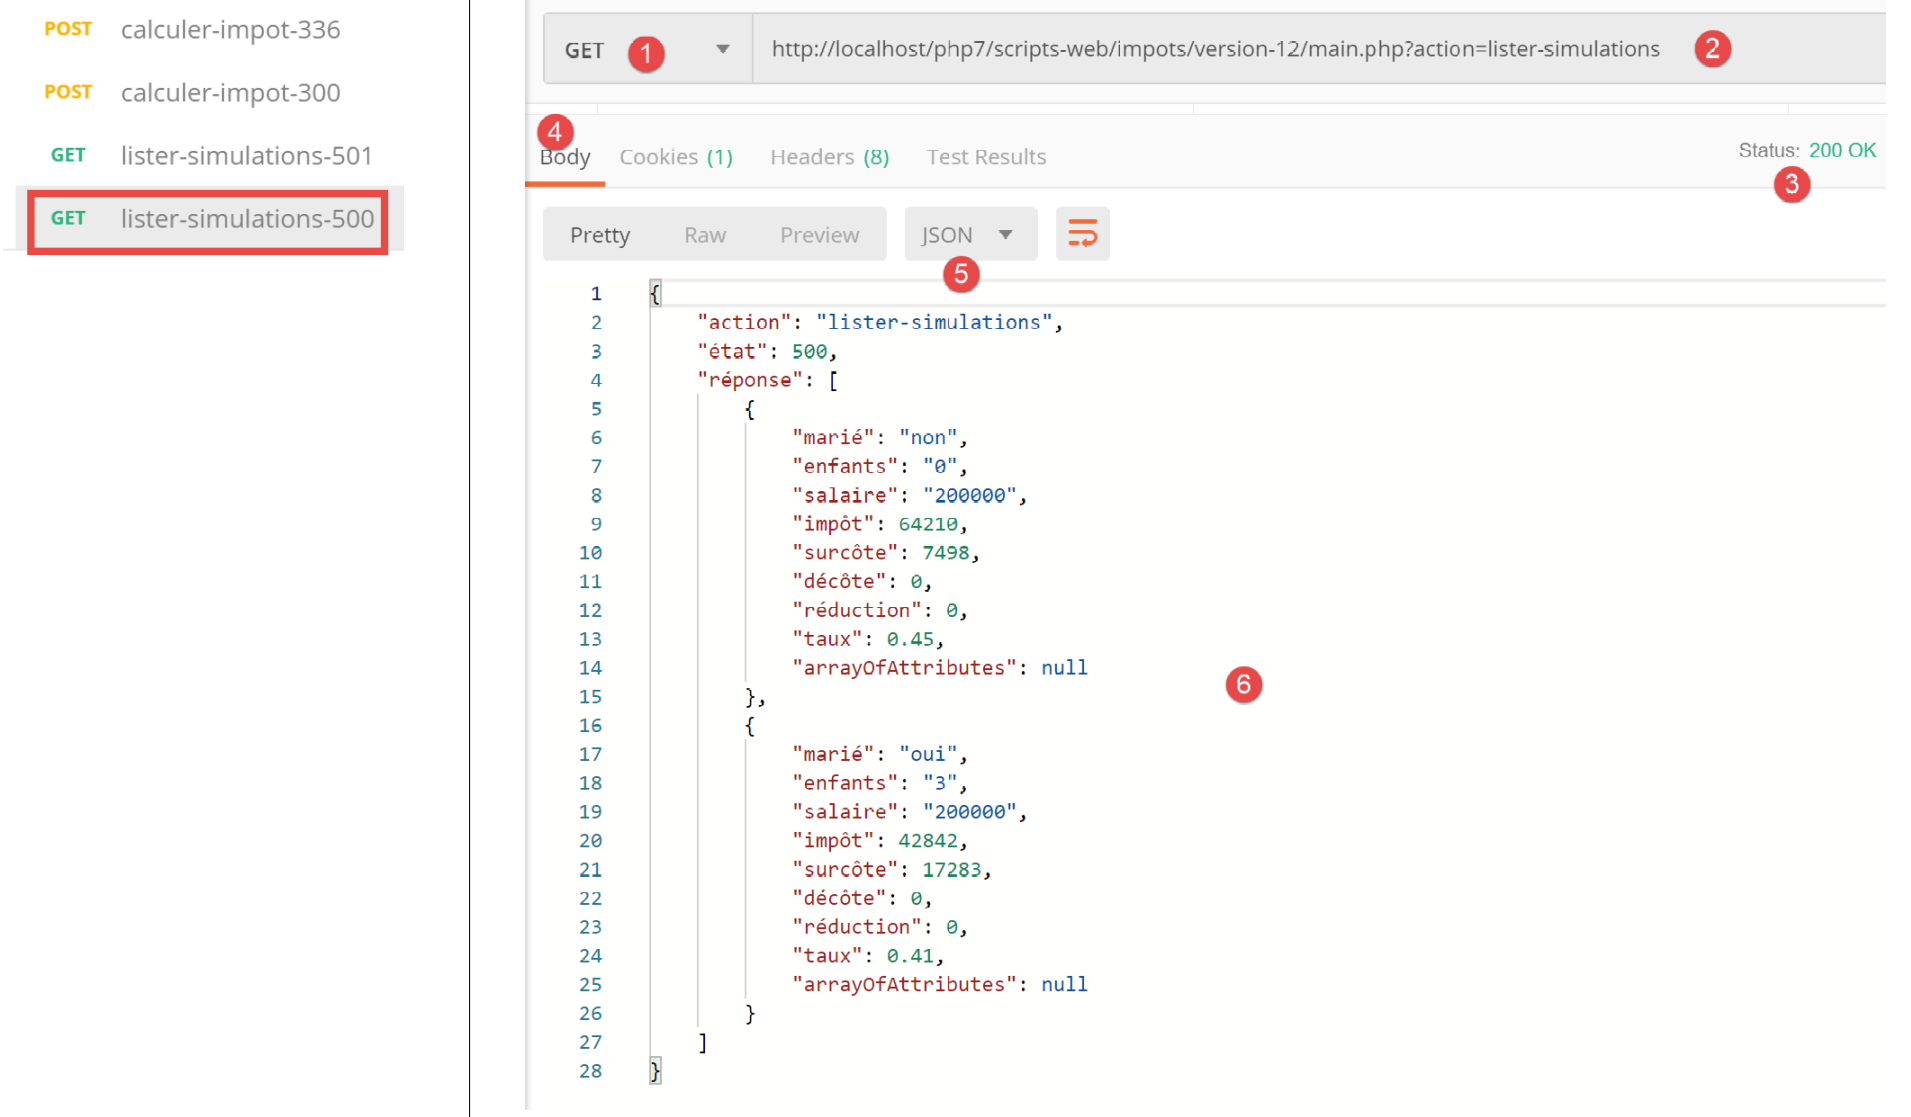 POST calculer-impot-336
POST calculer-impot-300
GET lister-simulations-501
GET lister-simulations-500
GET 1 http://localhost/php7/scripts-web/impots/version-12/main.php?action=lister-simulations 2
4
Body Cookies (1) Headers (8) Test Results Status: 200 OK
3
Pretty Raw Preview JSON
5
1 {
2 "action": "lister-simulations",
3 "état": 500,
4 "réponse": [
5 {
6 "marié": "non",
7 "enfants": "0",
8 "salaire": "200000",
9 "impôt": 64210,
10 "surcôte": 7498,
11 "décôte": 0,
12 "réduction": 0,
13 "taux": 0.45,
14 "arrayOfAttributes": null
6
15 },
16 {
17 "marié": "oui",
18 "enfants": "3",
19 "salaire": "200000",
20 "impôt": 42842,
21 "surcôte": 17283,
22 "décôte": 0,
23 "réduction": 0,
24 "taux": 0.41,
25 "arrayOfAttributes": null
26 }
27 ]
28 }